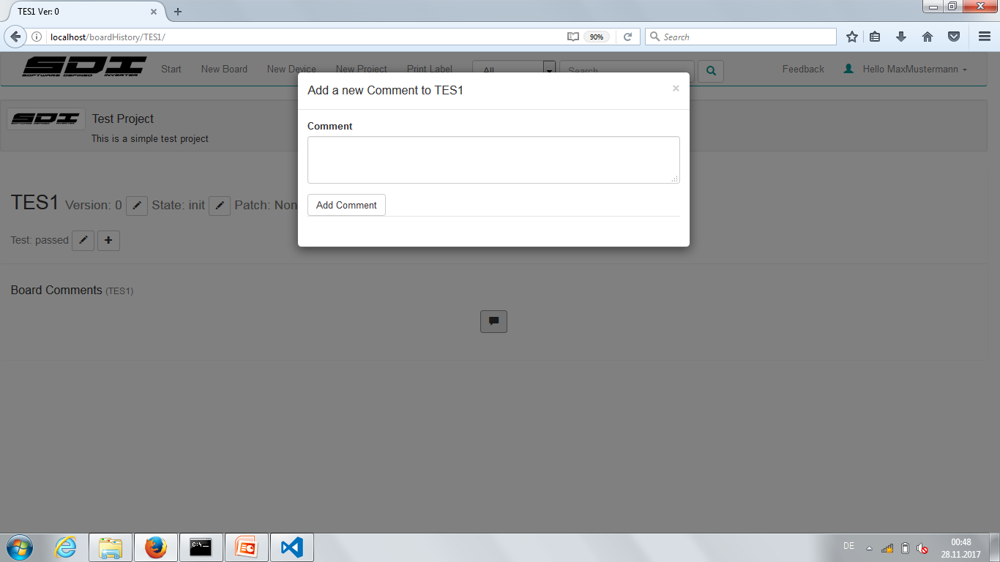 TES1 Ver: 0
localhost/boardHistory/TES1/
90%
Search
SDI
SOFTWARE DEFINED INVERTER
Start
New Board
New Device
New Project
Print Label
All
Search
Feedback
Hello MaxMustermann
Add a new Comment to TES1
×
Comment
Add Comment
SDI
Test Project
This is a simple test project
TES1 Version: 0 State: init Patch: Non
Test: passed
Board Comments (TES1)
C:\_
DE
00:48
28.11.2017